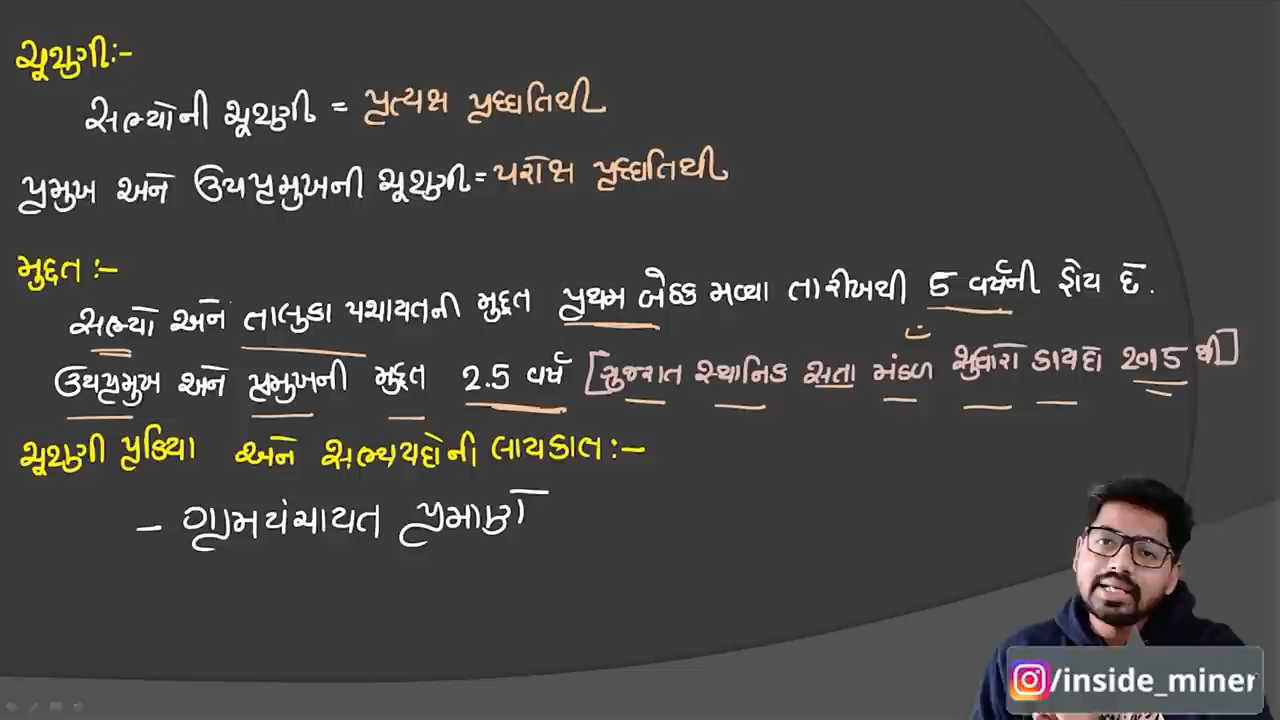 ચૂંટણી:-
સભ્યોની ચૂંટણી = પ્રત્યક્ષ પ્રદ્ધતિથી
પ્રમુખ અને ઉપપ્રમુખની ચૂંટણી = પરોક્ષ પ્રદ્ધતિથી
મુદ્દત :-
સભ્યો અને તાલુકા પંચાયતની મુદ્દત પ્રથમ બેઠક મળ્યા તારીખથી 5 વર્ષની હોય છે.
ઉપપ્રમુખ અને પ્રમુખની મુદ્દત 2.5 વર્ષ [ગુજરાત સ્થાનિક સતા મંડળ સુધારો કાયદો 2015 થી]
ચૂંટણી પ્રક્રિયા અને સભ્યપદોની લાયકાત :-
- ગ્રામપંચાયત પ્રમાણે
/inside_miner